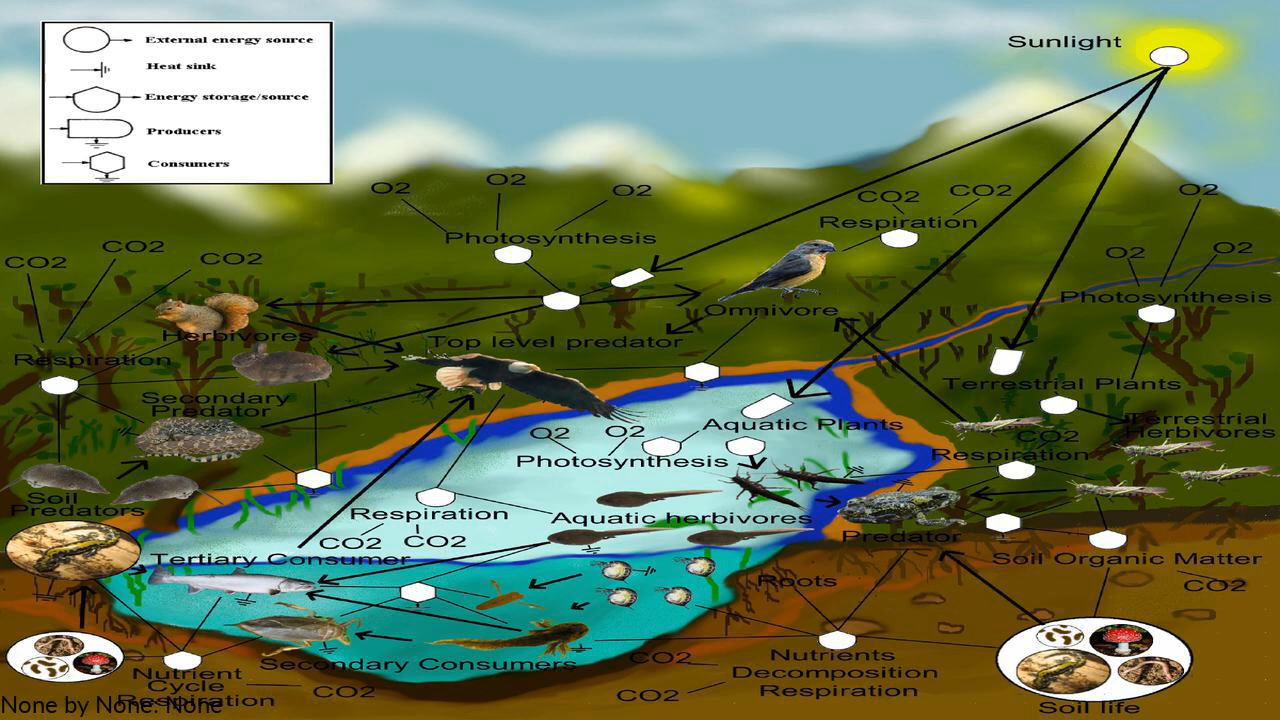 External energy source
Heat sink
Energy storage/source
Producers
Consumers
Sunlight
O2
O2
O2
Photosynthesis
CO2
CO2
Respiration
O2
O2
O2
Photosynthesis
CO2
CO2
CO2
Herbivores
Respiration
Omnivore
Top level predator
Secondary
Predator
Terrestrial Plants
Terrestrial
Herbivores
CO2
Respiration
Aquatic Plants
O2
O2
Photosynthesis
Soil
Predators
Respiration
CO2
CO2
Aquatic herbivores
Predator
Tertiary Consumer
Soil Organic Matter
CO2
Roots
Secondary Consumers
Nutrient
Cycle
Respiration
CO2
CO2
CO2
Nutrients
Decomposition
Respiration
Soil life
None by None: None